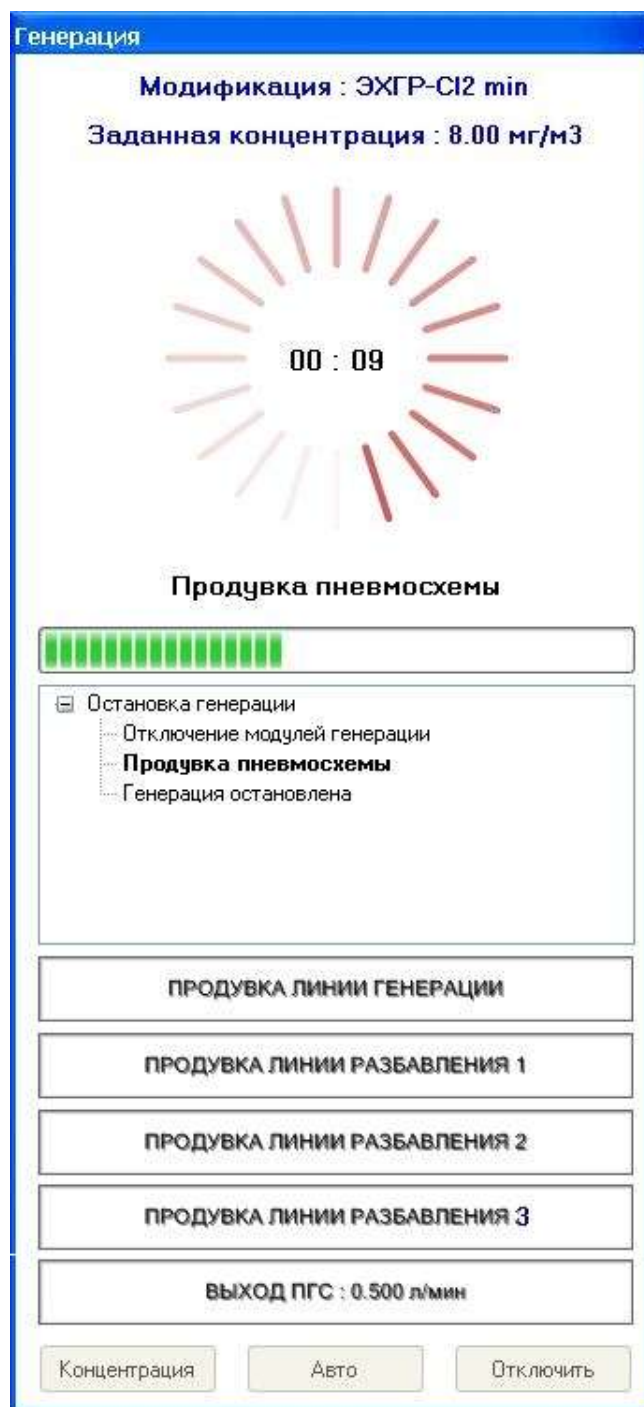 Генерация
Модификация : ЭХГР-Cl2 min
Заданная концентрация : 8.00 мг/м3
00 : 09
Продувка пневмосхемы
Остановка генерации
Отключение модулей генерации
Продувка пневмосхемы
Генерация остановлена
ПРОДУВКА ЛИНИИ ГЕНЕРАЦИИ
ПРОДУВКА ЛИНИИ РАЗБАВЛЕНИЯ 1
ПРОДУВКА ЛИНИИ РАЗБАВЛЕНИЯ 2
ПРОДУВКА ЛИНИИ РАЗБАВЛЕНИЯ 3
ВЫХОД ПГС : 0.500 л/мин
Концентрация Авто Отключить